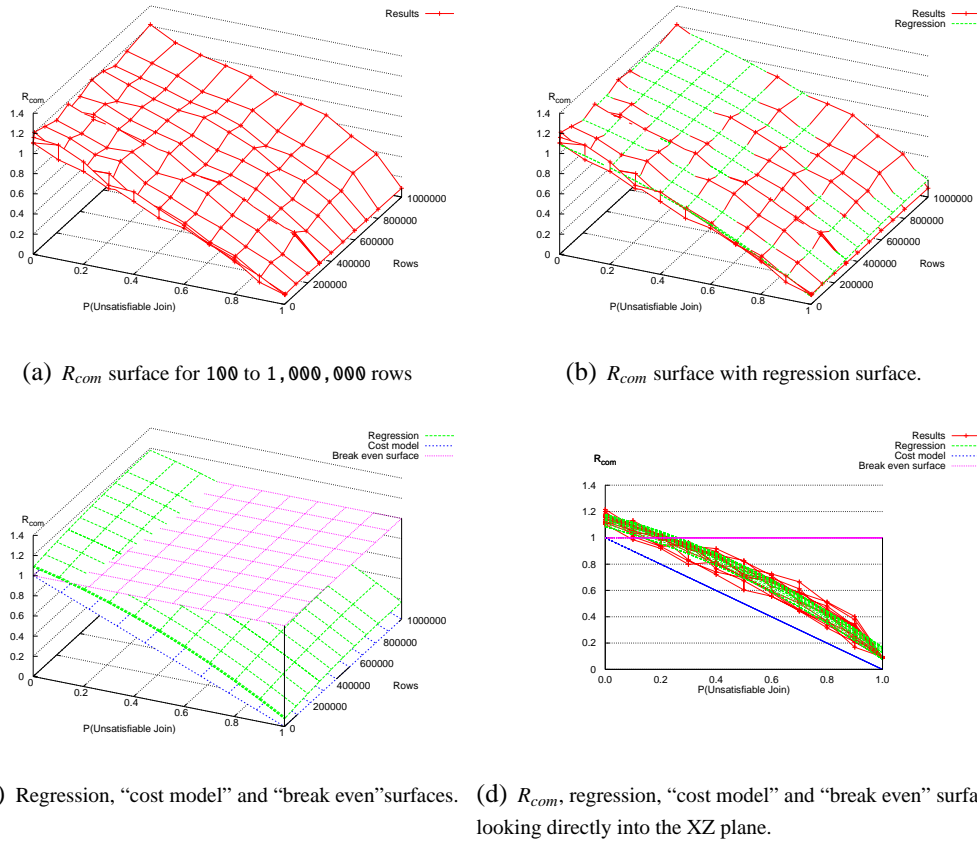 Results
R_com
1.4
1.2
1
0.8
0.6
0.4
0.2
0
0
0.2
0.4
0.6
0.8
1
P(Unsatisfiable Join)
0
200000
400000
600000
800000
1000000
Rows
(a) R_com surface for 100 to 1,000,000 rows
Results
Regression
R_com
1.4
1.2
1
0.8
0.6
0.4
0.2
0
0
0.2
0.4
0.6
0.8
1
P(Unsatisfiable Join)
0
200000
400000
600000
800000
1000000
Rows
(b) R_com surface with regression surface.
Regression
Cost model
Break even surface
R_com
1.4
1.2
1
0.8
0.6
0.4
0.2
0
0
0.2
0.4
0.6
0.8
1
P(Unsatisfiable Join)
0
200000
400000
600000
800000
1000000
Rows
) Regression, “cost model” and “break even”surfaces.
Results
Regression
Cost model
Break even surface
R_com
1.4
1.2
1
0.8
0.6
0.4
0.2
0
0.0
0.2
0.4
0.6
0.8
1.0
P(Unsatisfiable Join)
(d) R_com, regression, “cost model” and “break even” surfa
looking directly into the XZ plane.